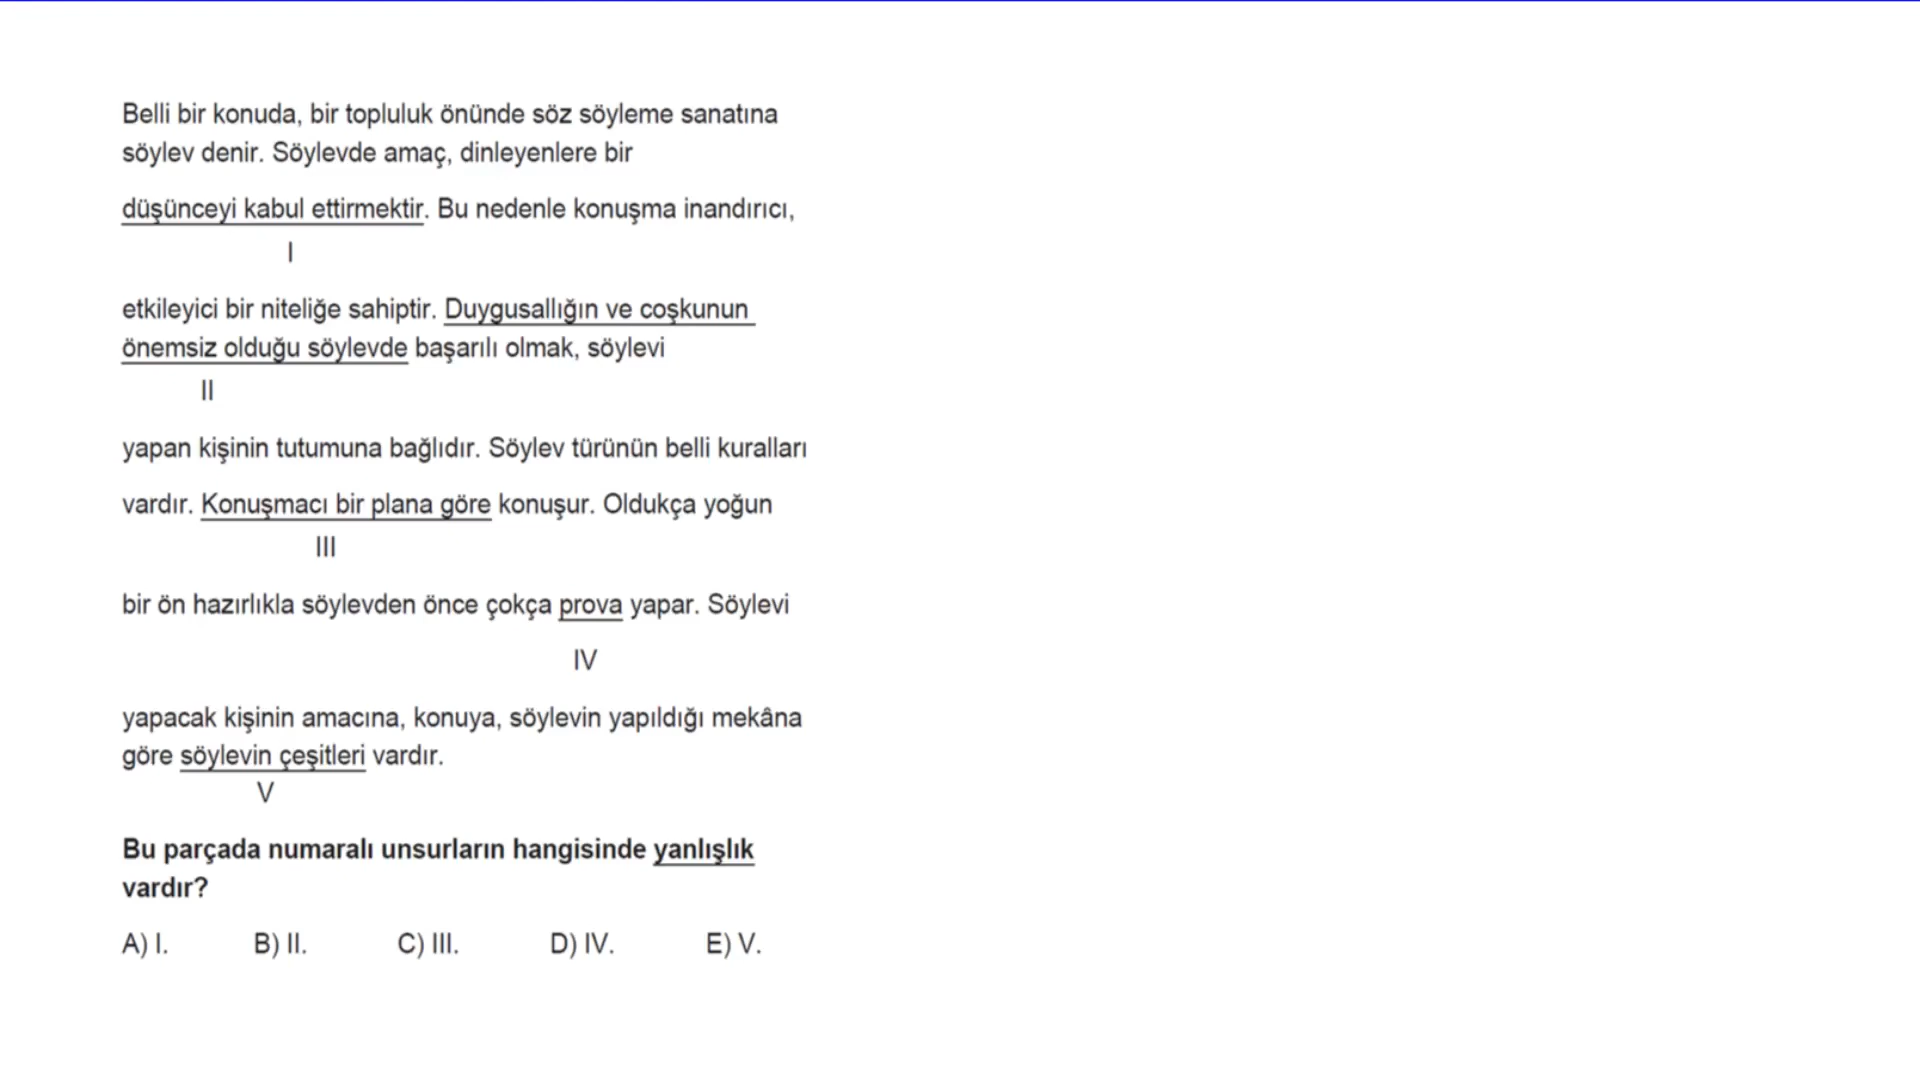 Belli bir konuda, bir topluluk önünde söz söyleme sanatına
söylev denir. Söylevde amaç, dinleyenlere bir
düşünceyi kabul ettirmektir. Bu nedenle konuşma inandırıcı,
I
etkileyici bir niteliğe sahiptir. Duygusallığın ve coşkunun
önemsiz olduğu söylevde başarılı olmak, söylevi
II
yapan kişinin tutumuna bağlıdır. Söylev türünün belli kuralları
vardır. Konuşmacı bir plana göre konuşur. Oldukça yoğun
III
bir ön hazırlıkla söylevden önce çokça prova yapar. Söylevi
IV
yapacak kişinin amacına, konuya, söylevin yapıldığı mekâna
göre söylevin çeşitleri vardır.
V
Bu parçada numaralı unsurların hangisinde yanlışlık
vardır?
A) I. B) II. C) III. D) IV. E) V.